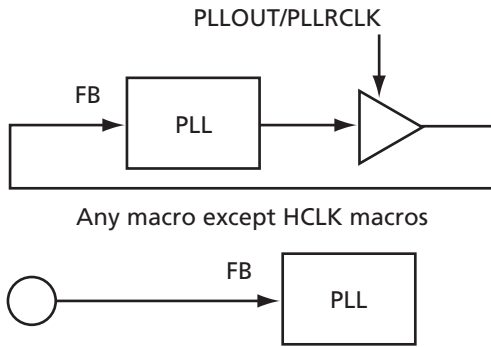 PLLOUT/PLLRCLK
FB
PLL
Any macro except HCLK macros
FB
PLL